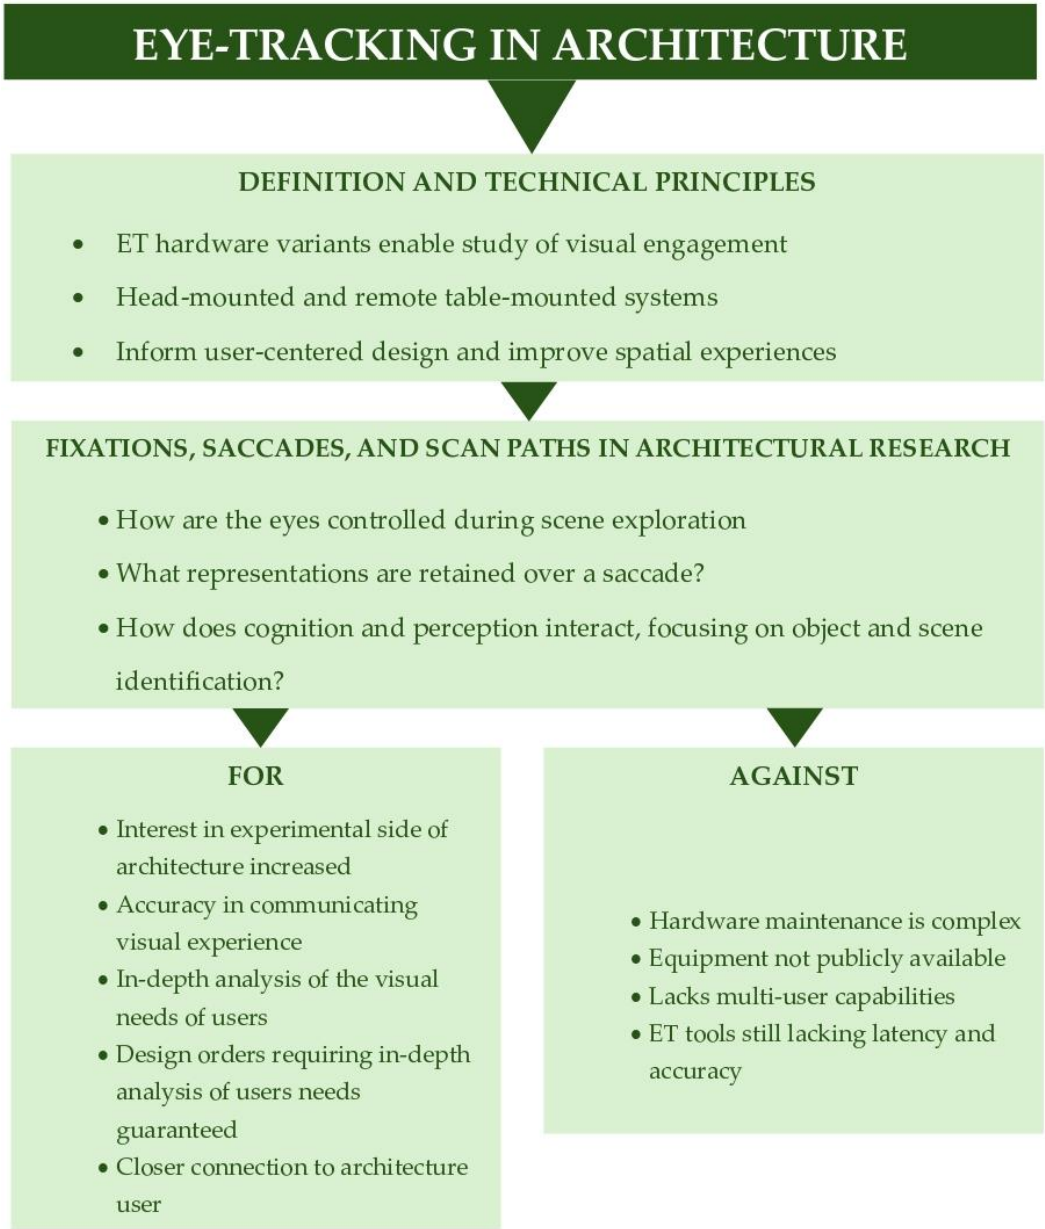 EYE-TRACKING IN ARCHITECTURE
DEFINITION AND TECHNICAL PRINCIPLES
• ET hardware variants enable study of visual engagement
• Head-mounted and remote table-mounted systems
• Inform user-centered design and improve spatial experiences
FIXATIONS, SACCADES, AND SCAN PATHS IN ARCHITECTURAL RESEARCH
• How are the eyes controlled during scene exploration
• What representations are retained over a saccade?
• How does cognition and perception interact, focusing on object and scene
identification?
FOR
• Interest in experimental side of
architecture increased
• Accuracy in communicating
visual experience
• In-depth analysis of the visual
needs of users
• Design orders requiring in-depth
analysis of users needs
guaranteed
• Closer connection to architecture
user
AGAINST
• Hardware maintenance is complex
• Equipment not publicly available
• Lacks multi-user capabilities
• ET tools still lacking latency and
accuracy